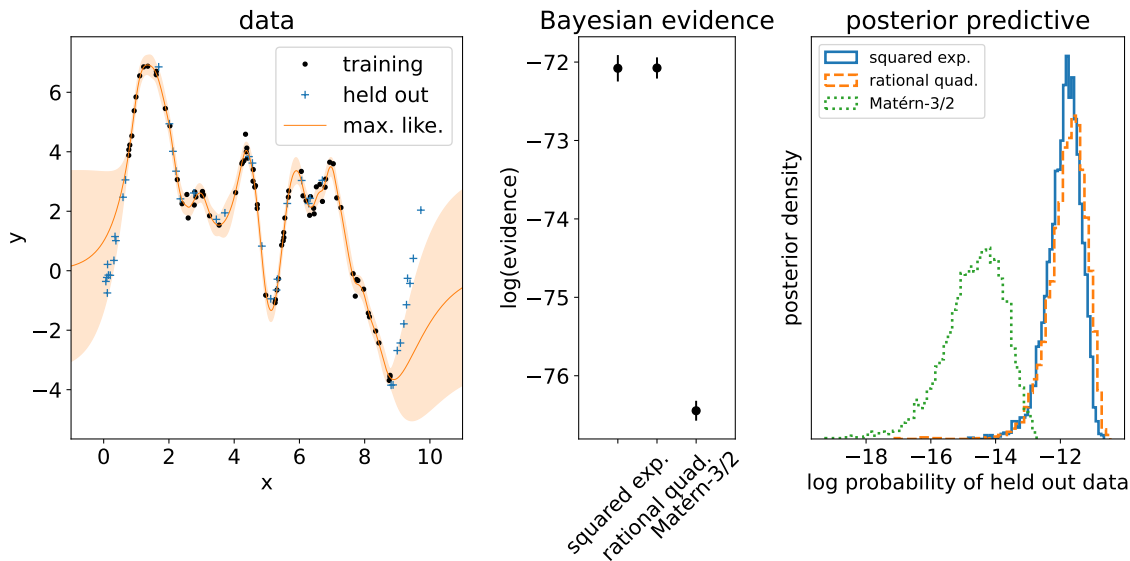 data
training
held out
max. like.
6
4
2
0
−2
−4
y
0
2
4
6
8
10
x
Bayesian evidence
−72
−73
−74
−75
−76
log(evidence)
squared exp.
rational quad.
Matérn-3/2
posterior predictive
squared exp.
rational quad.
Matérn-3/2
posterior density
−18
−16
−14
−12
log probability of held out data